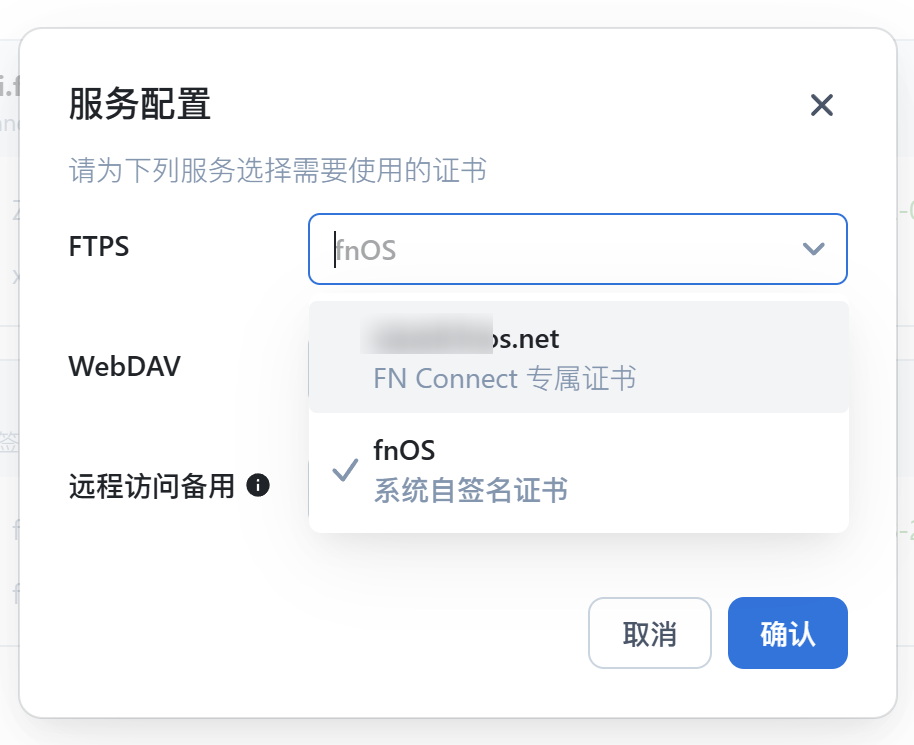 服务配置
请为下列服务选择需要使用的证书
FTPS
fnOS
os.net
FN Connect 专属证书
WebDAV
fnOS
系统自签名证书
远程访问备用
取消
确认